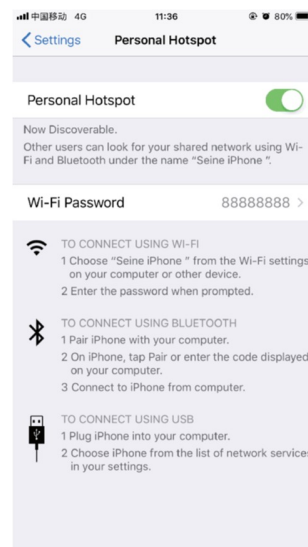 中国移动 4G 11:36 80%
Settings Personal Hotspot
Personal Hotspot
Now Discoverable.
Other users can look for your shared network using Wi-
Fi and Bluetooth under the name “Seine iPhone ”.
Wi-Fi Password 88888888
TO CONNECT USING WI-FI
1 Choose “Seine iPhone ” from the Wi-Fi settings
on your computer or other device.
2 Enter the password when prompted.
TO CONNECT USING BLUETOOTH
1 Pair iPhone with your computer.
2 On iPhone, tap Pair or enter the code displayed
on your computer.
3 Connect to iPhone from computer.
TO CONNECT USING USB
1 Plug iPhone into your computer.
2 Choose iPhone from the list of network services
in your settings.